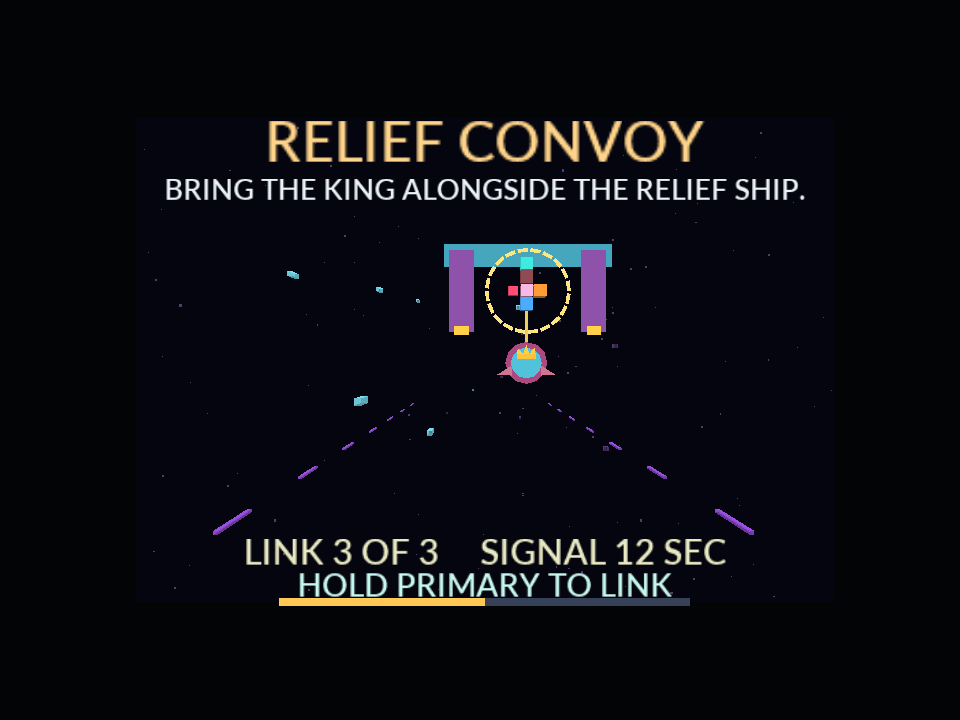 RELIEF CONVOY
BRING THE KING ALONGSIDE THE RELIEF SHIP.
LINK 3 OF 3 SIGNAL 12 SEC
HOLD PRIMARY TO LINK